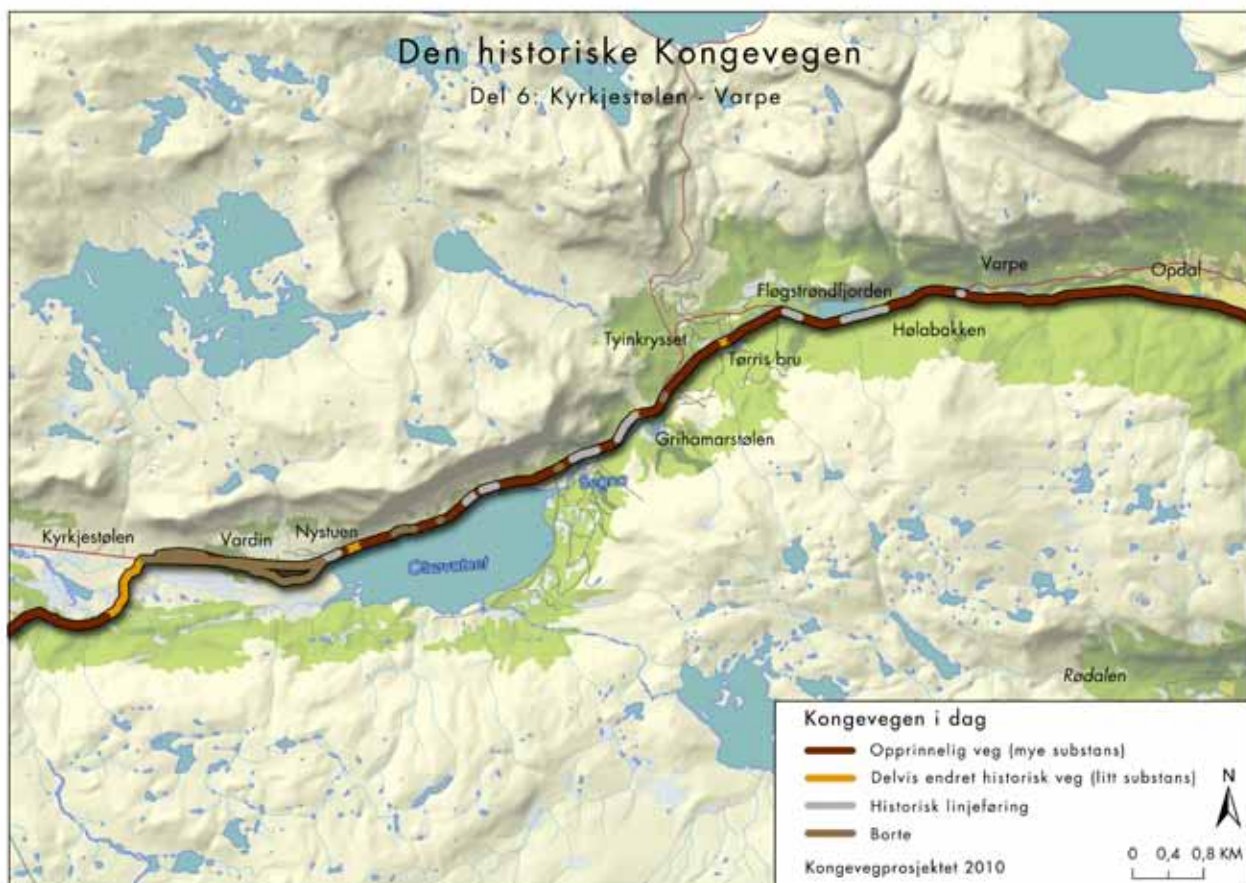 Den historiske Kongevegen
Del 6: Kyrkjestølen - Varpe
Varpe
Opdal
Fløgstrøndfjorden
Tyinkrysset
Hølabakken
Tørris bru
Grihamarstølen
Kyrkjestølen
Vardin
Nystuen
Rødalen
Kongevegen i dag
Opprinnelig veg (mye substans)
Delvis endret historisk veg (litt substans)
Historisk linjeføring
Borte
Kongevegprosjektet 2010
N
0 0,4 0,8 KM